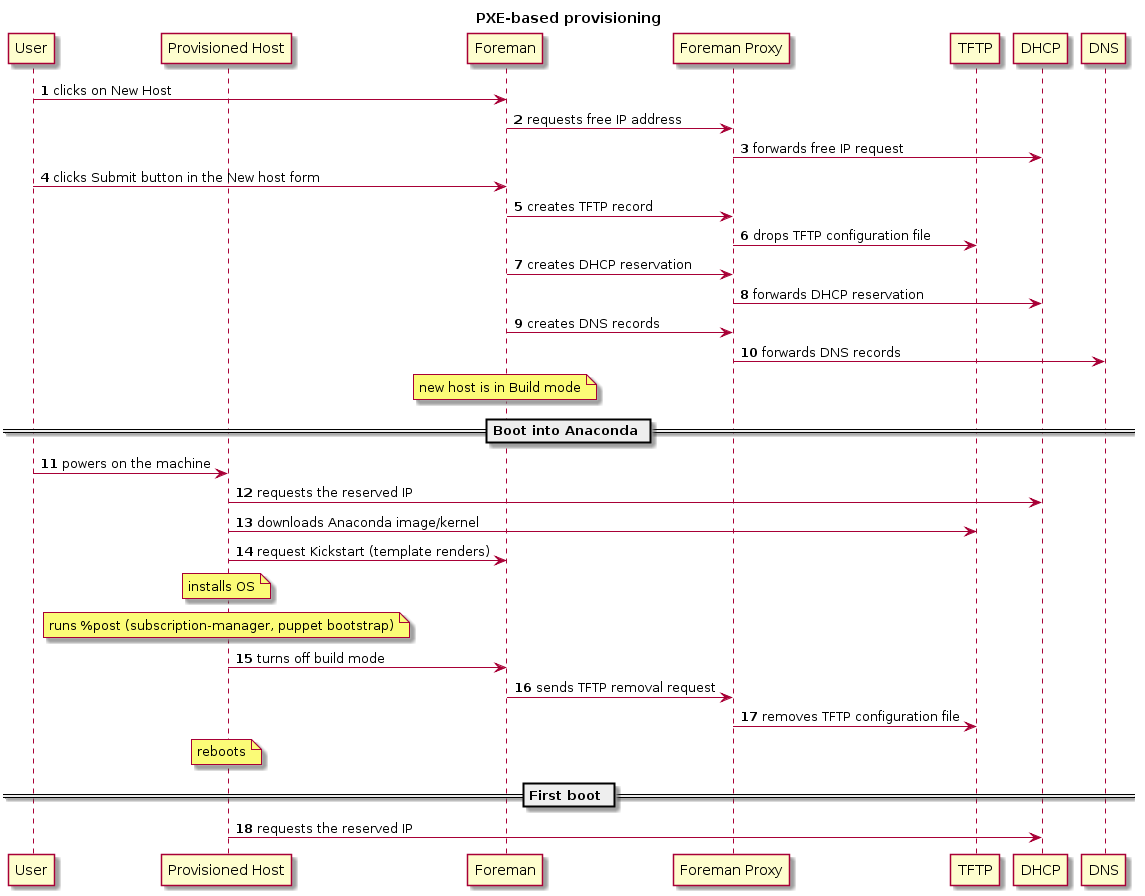 PXE-based provisioning
User
Provisioned Host
Foreman
Foreman Proxy
TFTP
DHCP
DNS
1 clicks on New Host
2 requests free IP address
3 forwards free IP request
4 clicks Submit button in the New host form
5 creates TFTP record
6 drops TFTP configuration file
7 creates DHCP reservation
8 forwards DHCP reservation
9 creates DNS records
10 forwards DNS records
new host is in Build mode
Boot into Anaconda
11 powers on the machine
12 requests the reserved IP
13 downloads Anaconda image/kernel
14 request Kickstart (template renders)
installs OS
runs %post (subscription-manager, puppet bootstrap)
15 turns off build mode
16 sends TFTP removal request
17 removes TFTP configuration file
reboots
First boot
18 requests the reserved IP
User
Provisioned Host
Foreman
Foreman Proxy
TFTP
DHCP
DNS